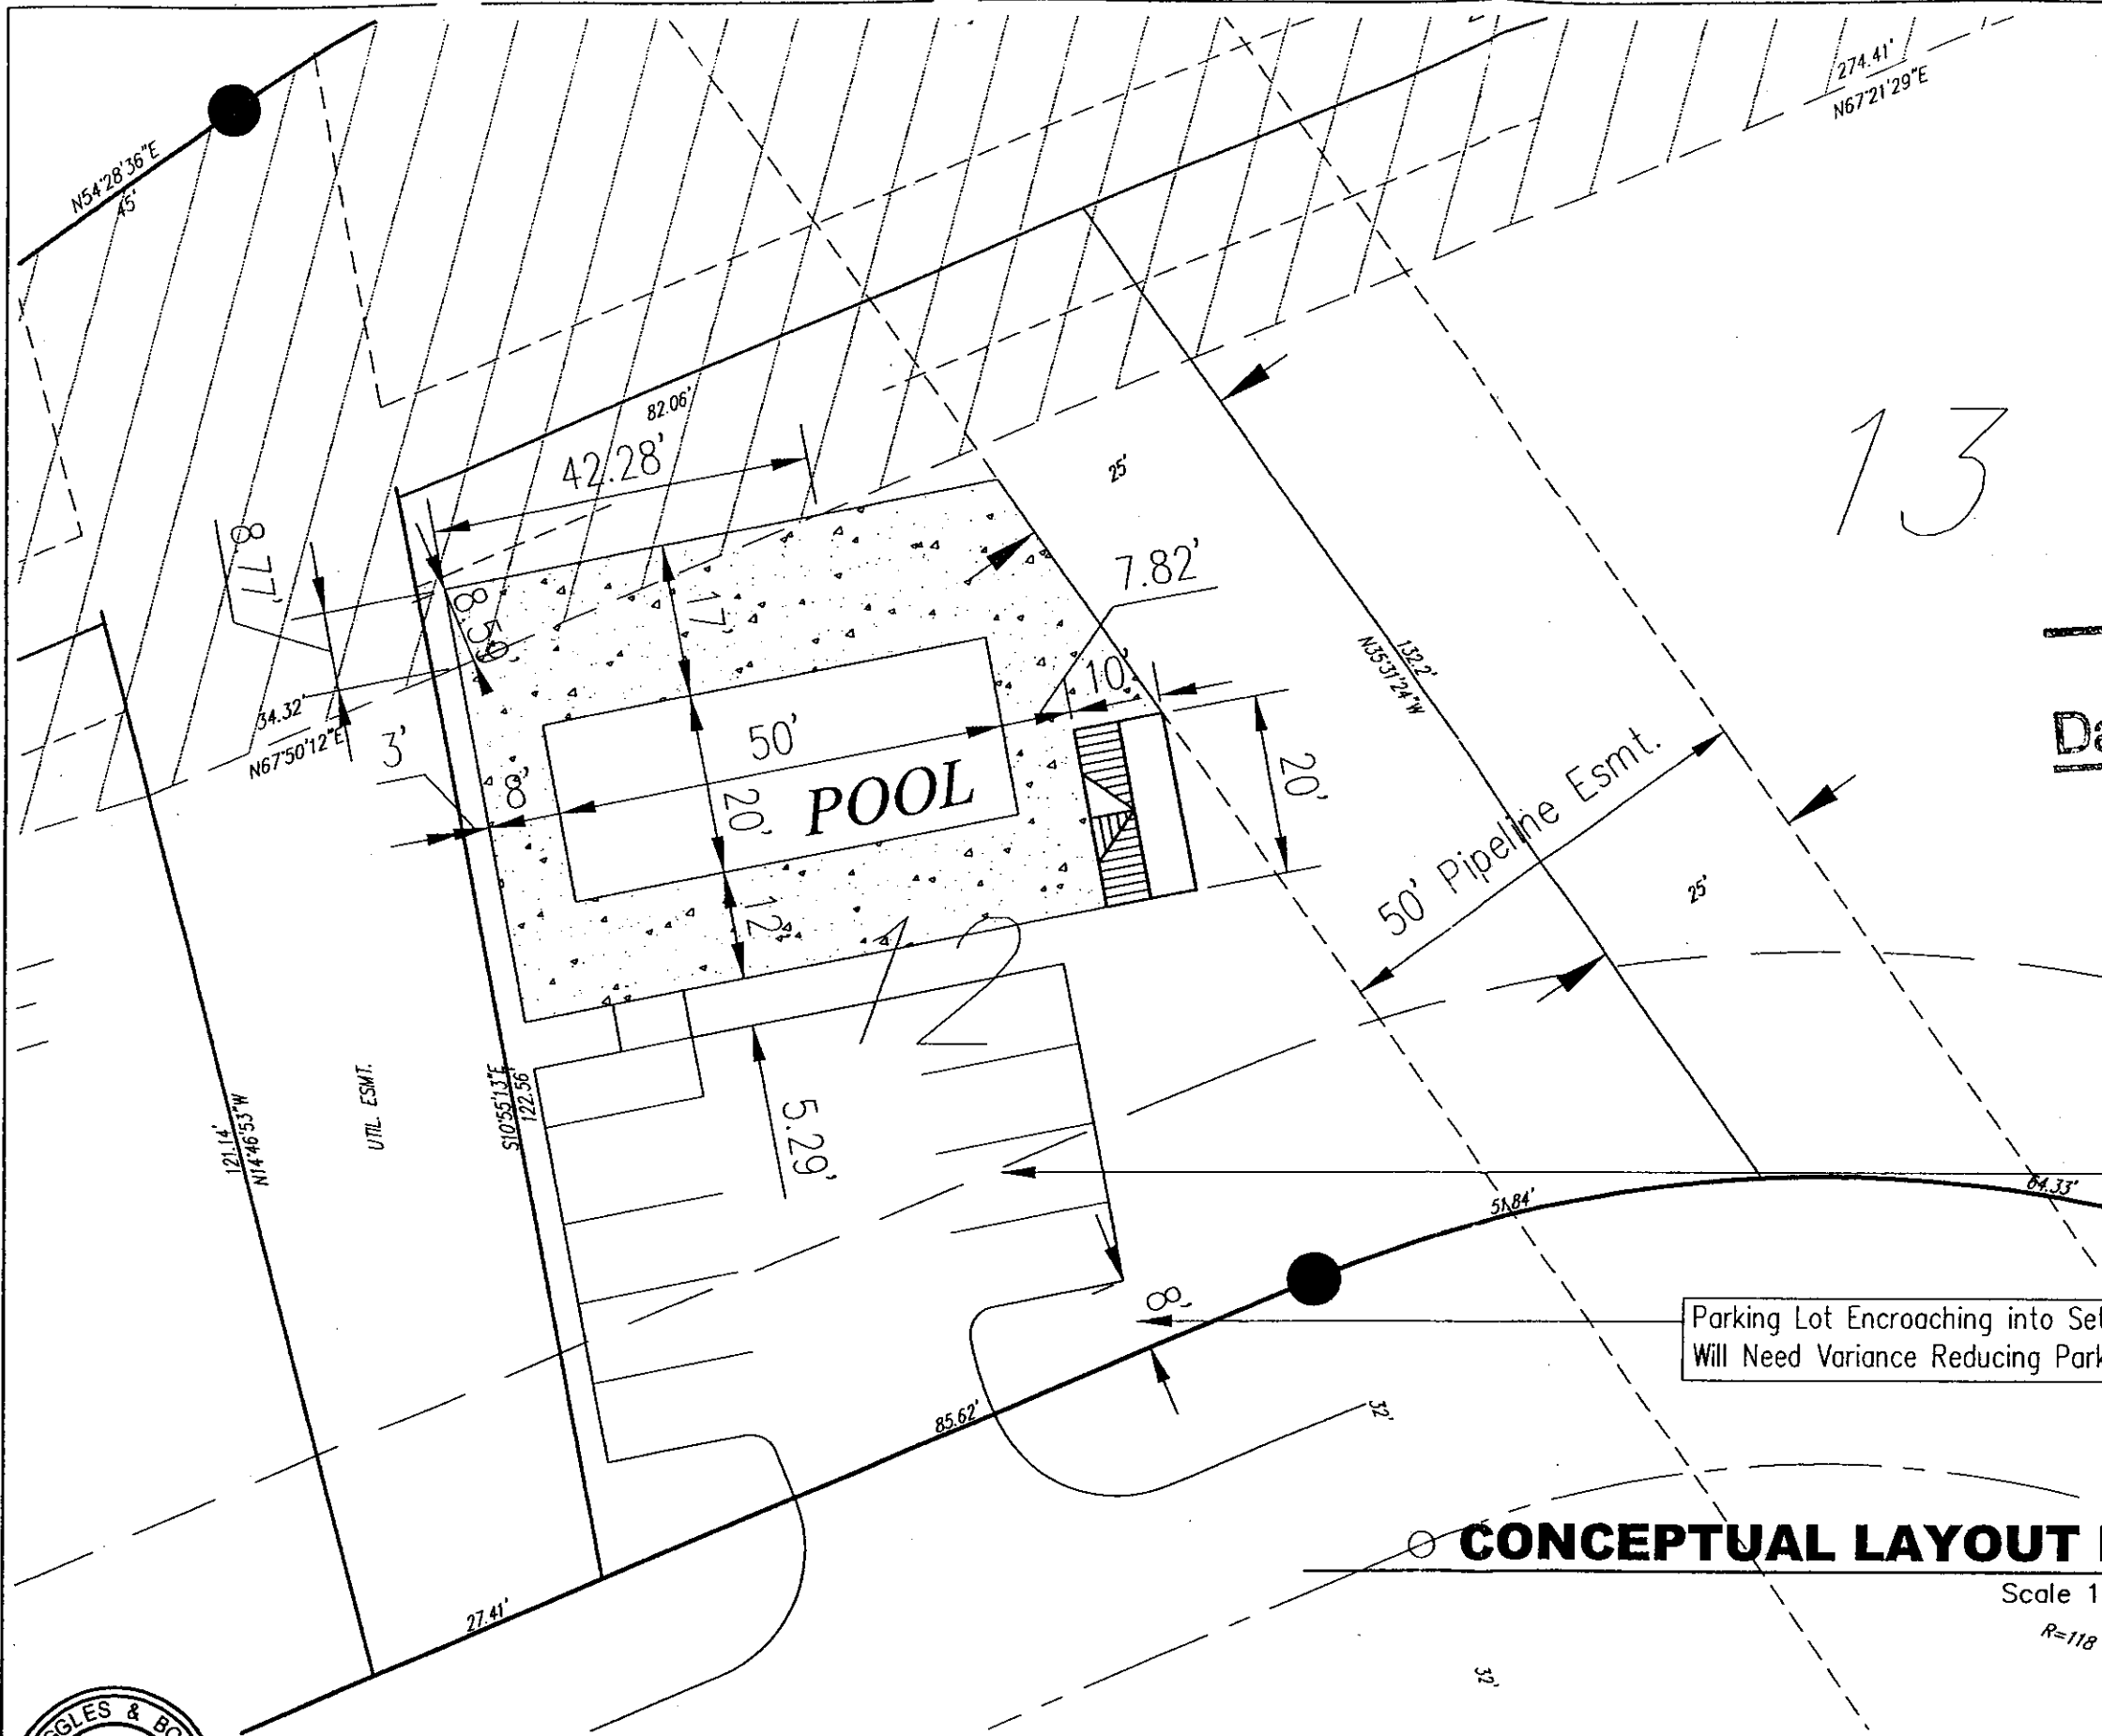 274.41'
N67°21'29"E
N54°28'36"E
45'
82.06'
42.28'
25'
13
8.77'
8.59'
17'
7.82'
10'
132.2'
N35°31'24"W
34.32'
N67°50'12"E
3'
8'
50'
POOL
20'
20'
50' Pipeline Esmt.
12'
12
25'
UTIL. ESMT.
S10°55'13"E
122.56'
121.14'
N14°46'53"W
5.29'
51.84'
64.33'
8'
Parking Lot Encroaching into
Will Need Variance Reducing
85.62'
32'
CONCEPTUAL LAYOUT
Scale 1
R=118
27.41'
32'
&